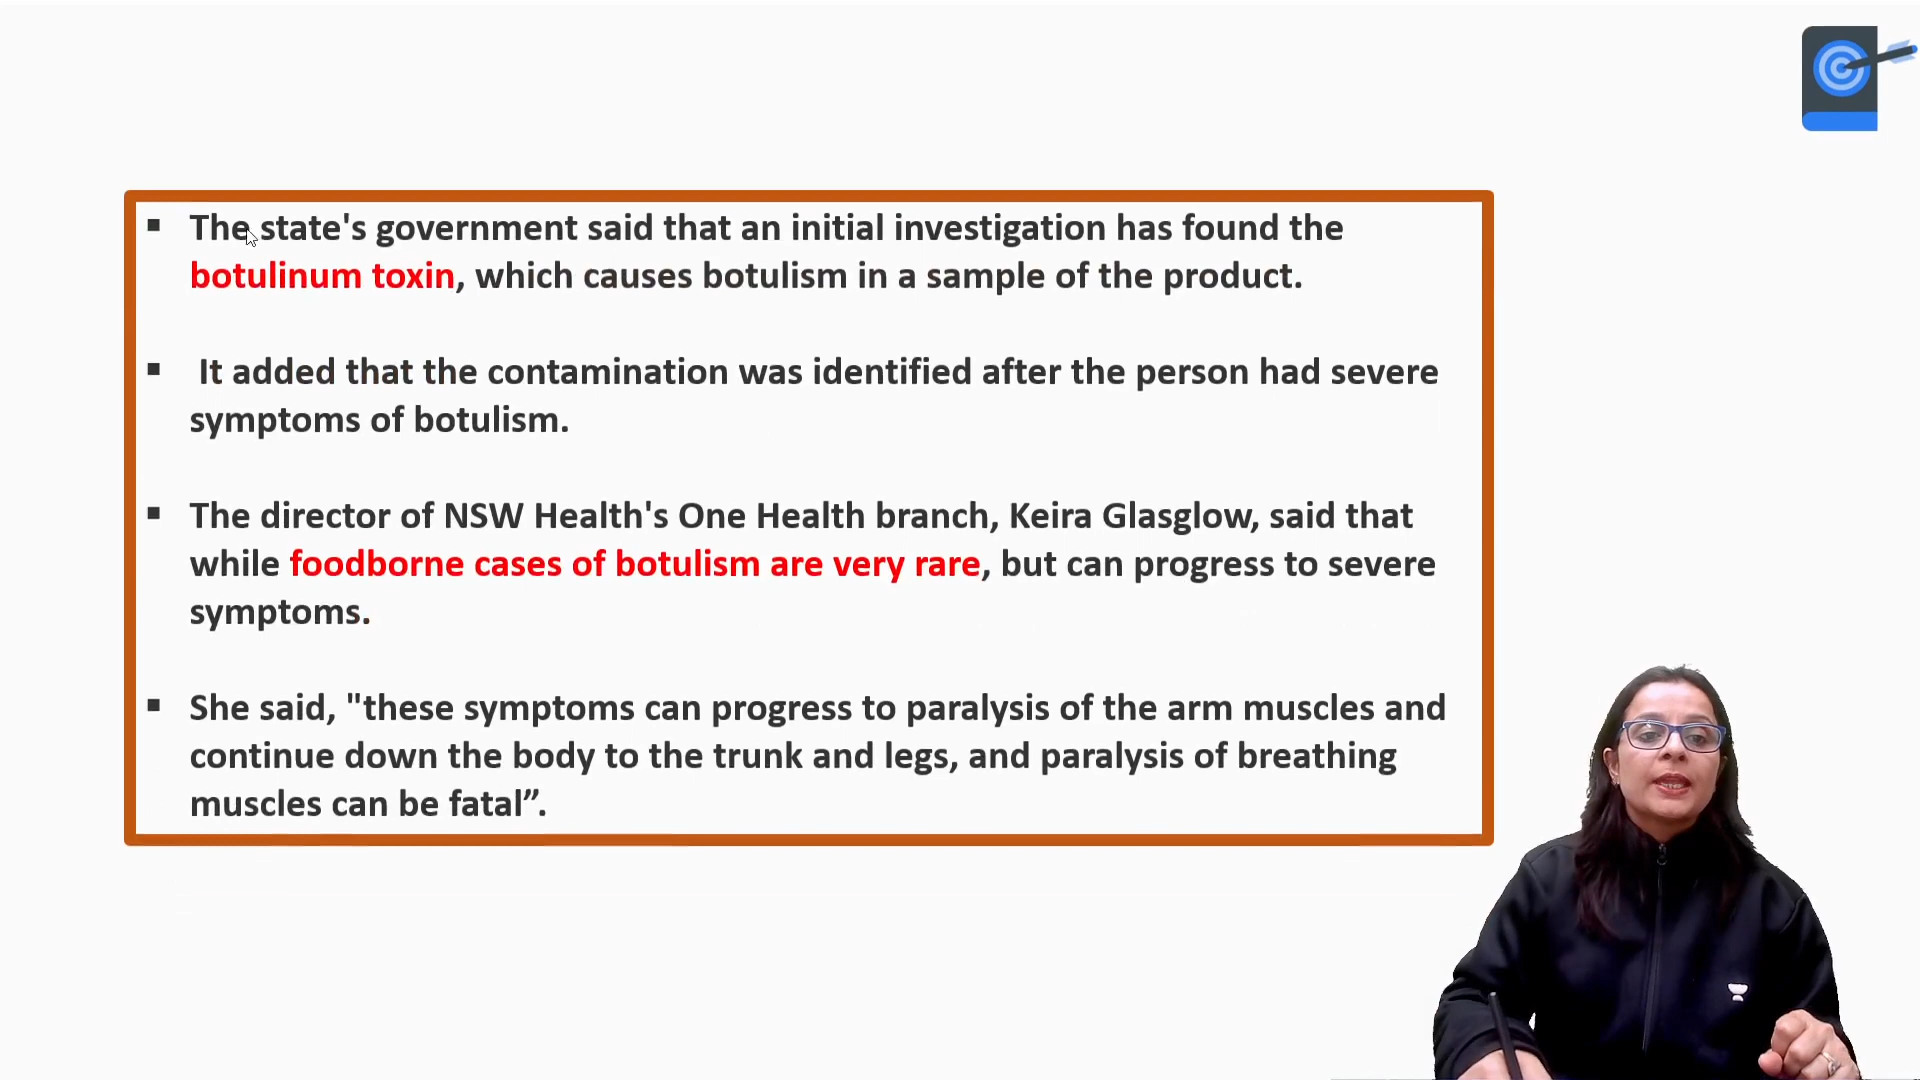 ▪ The state's government said that an initial investigation has found the
botulinum toxin, which causes botulism in a sample of the product.
▪ It added that the contamination was identified after the person had severe
symptoms of botulism.
▪ The director of NSW Health's One Health branch, Keira Glasglow, said that
while foodborne cases of botulism are very rare, but can progress to severe
symptoms.
▪ She said, "these symptoms can progress to paralysis of the arm muscles and
continue down the body to the trunk and legs, and paralysis of breathing
muscles can be fatal”.